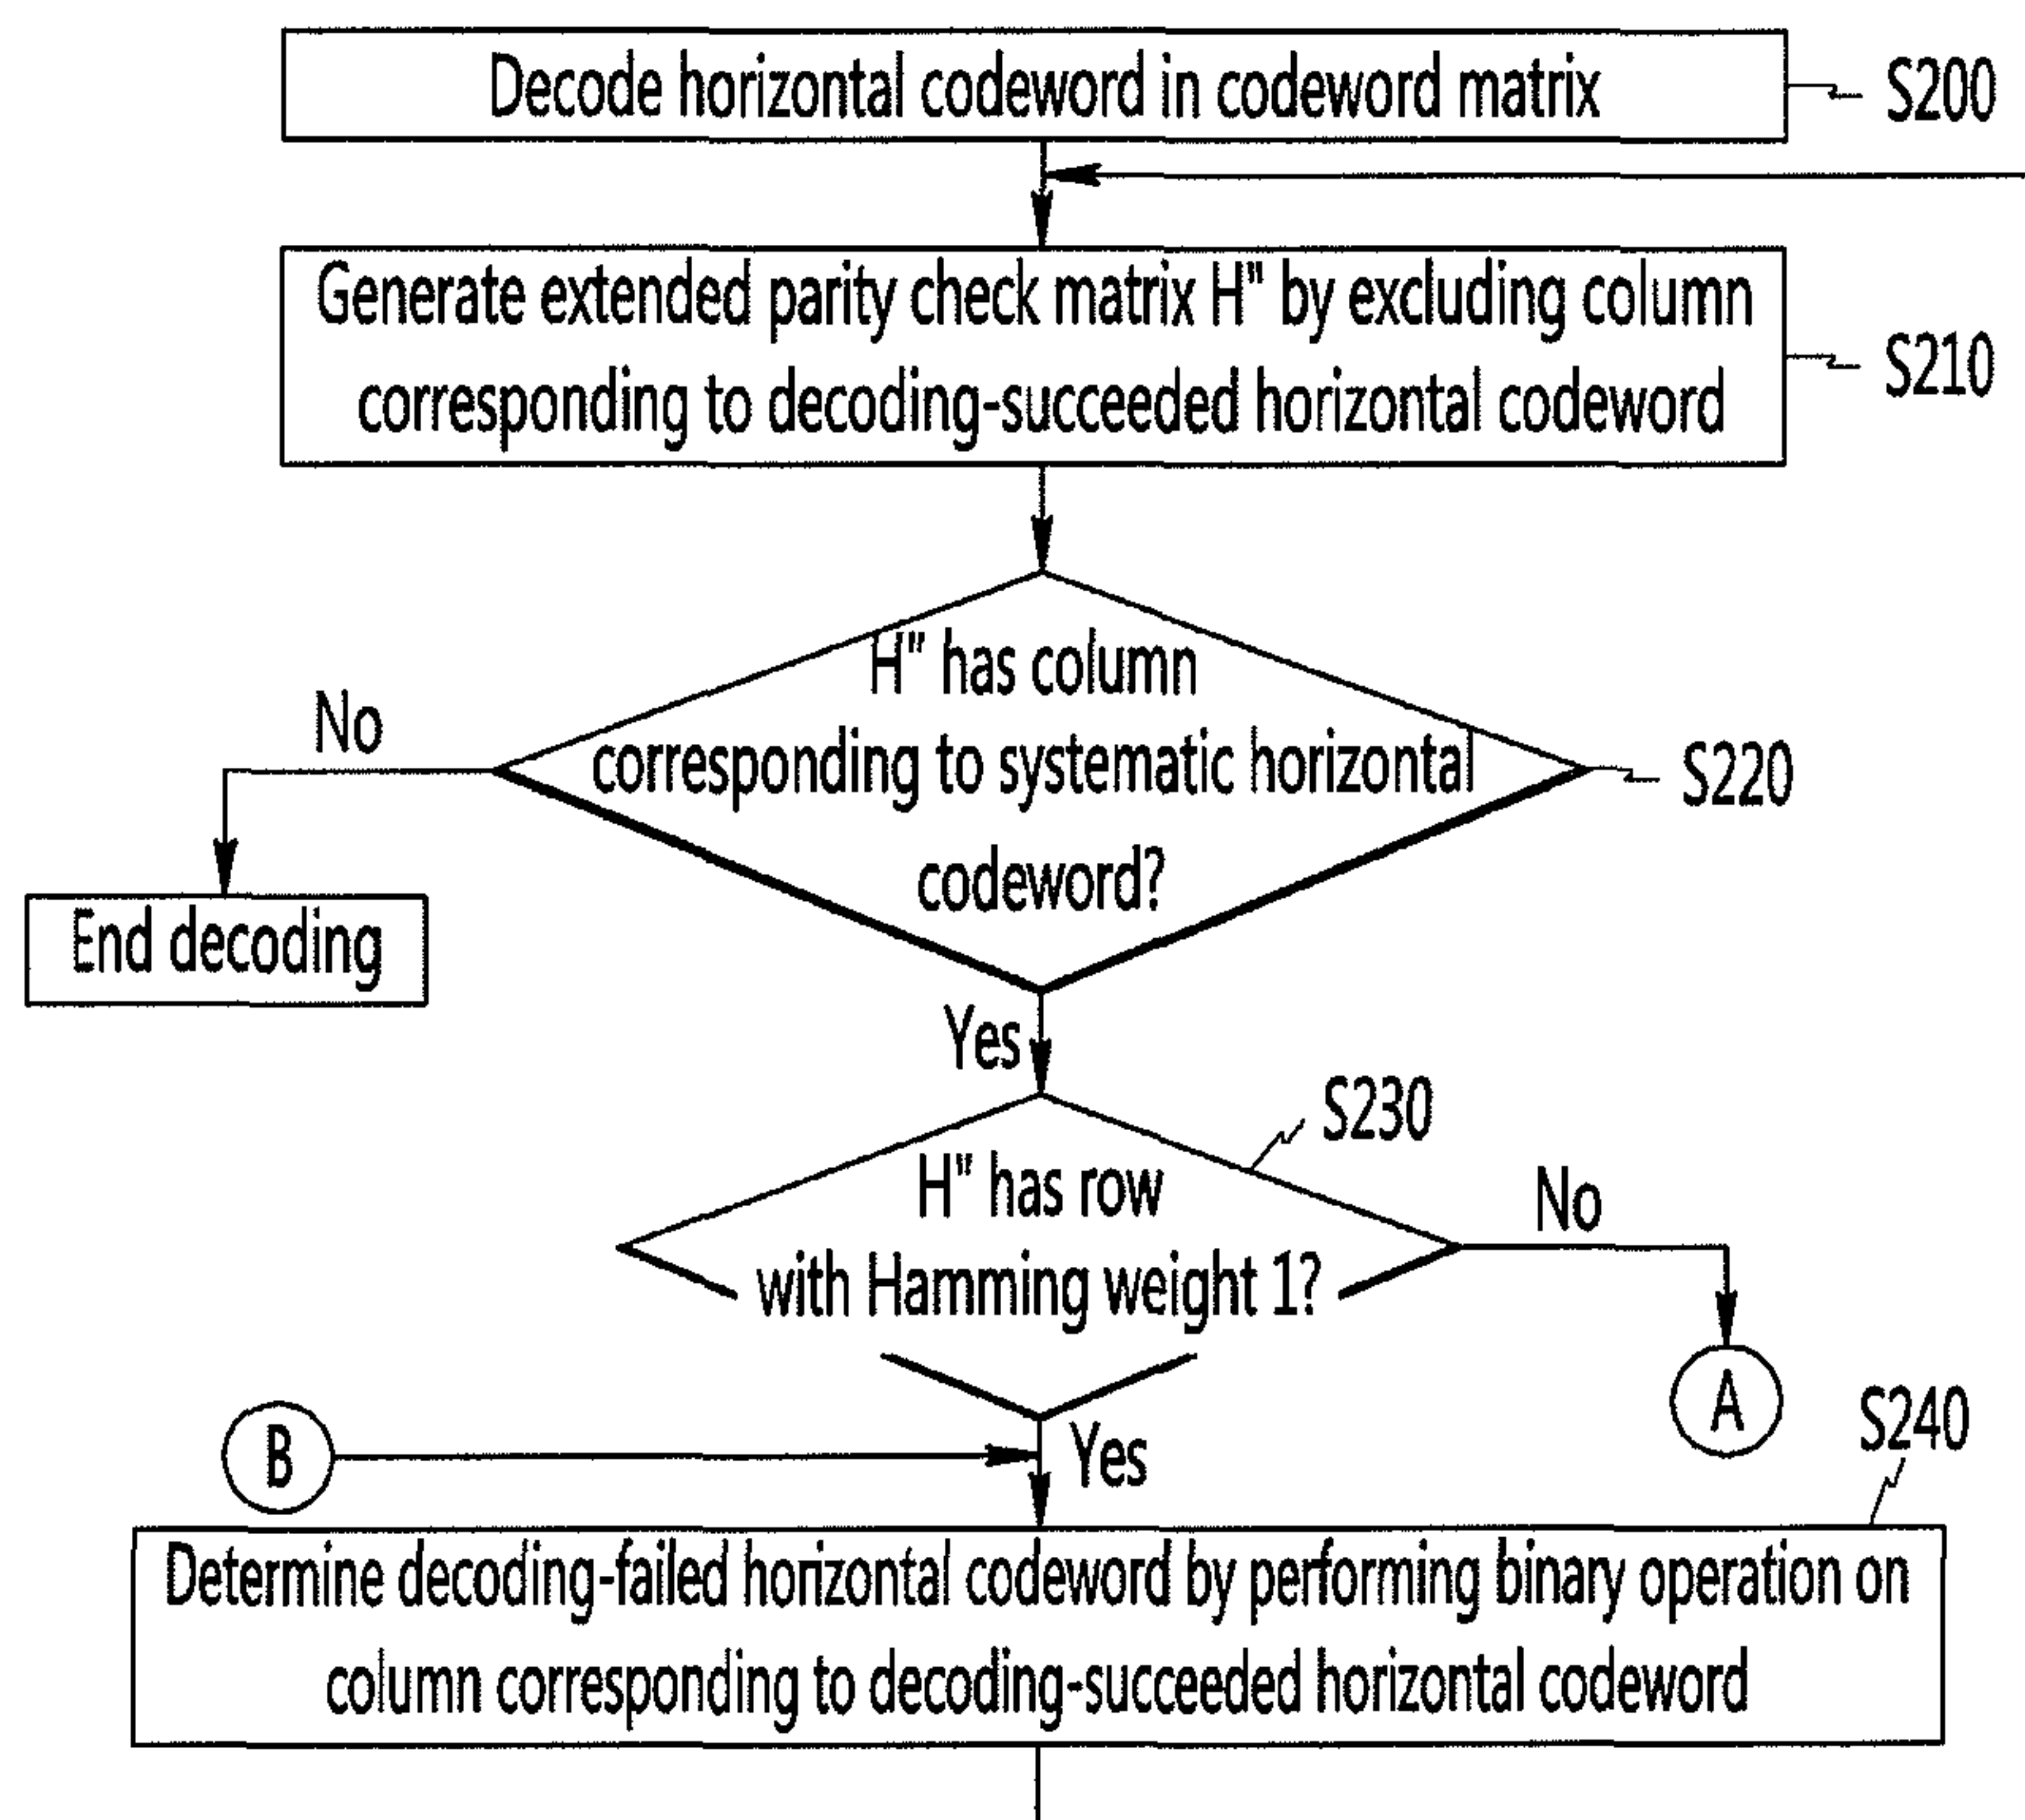 Decode horizontal codeword in codeword matrix
S200
Generate extended parity check matrix H" by excluding column
corresponding to decoding-succeeded horizontal codeword
S210
H" has column
corresponding to systematic horizontal
codeword?
S220
No
End decoding
Yes
S230
H" has row
with Hamming weight 1?
No
A
B
Yes
S240
Determine decoding-failed horizontal codeword by performing binary operation on
column corresponding to decoding-succeeded horizontal codeword